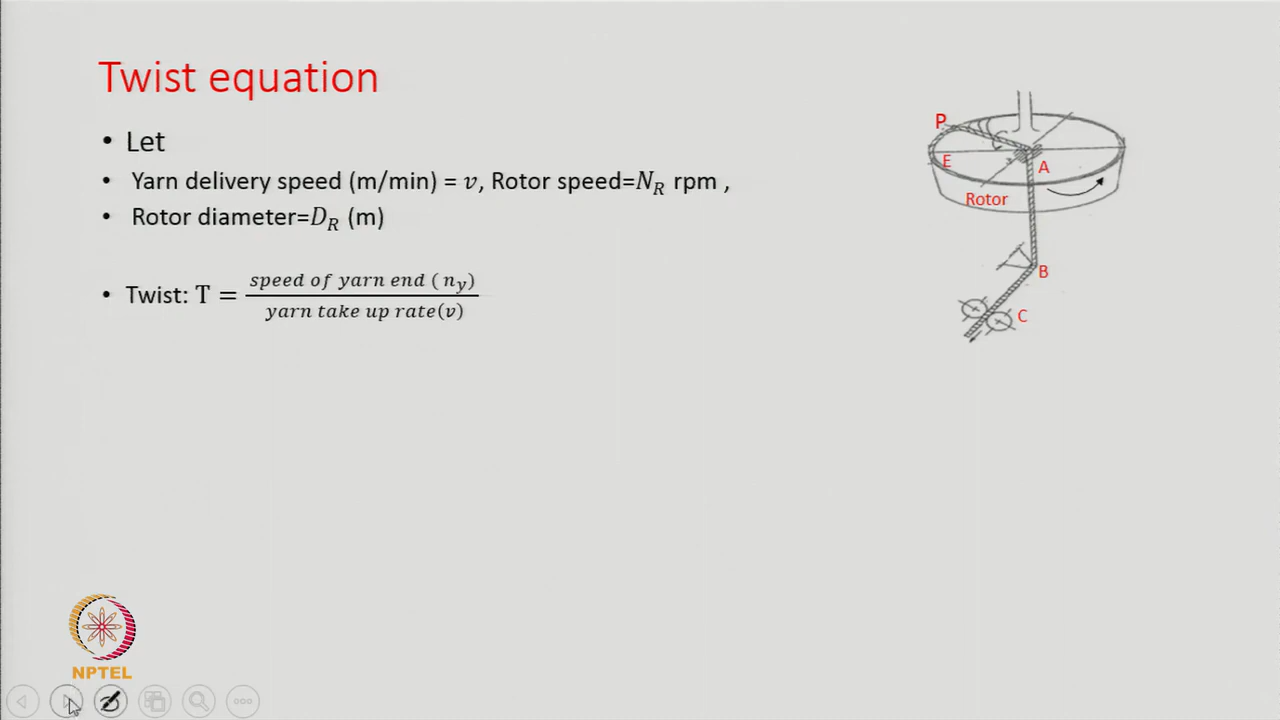 Twist equation
• Let
• Yarn delivery speed (m/min) = v, Rotor speed=N_R rpm ,
• Rotor diameter=D_R (m)
• Twist: T = speed of yarn end ( n_y) / yarn take up rate(v)
P
E
A
Rotor
B
C
NPTEL